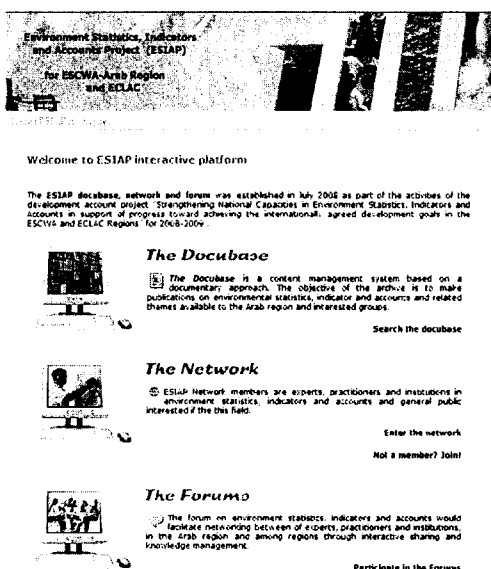 Environment Statistics, Indicators
and Accounts Project (ESIAP)
for ESCWA-Arab Region
and ECLAC
Welcome to ESIAP interactive platform
The ESIAP docubase, network and forum was established in July 2008 as part of the activities of the
development account project "Strengthening National Capacities in Environment Statistics, Indicators and
Accounts in support of progress toward achieving the internationally agreed development goals in the
ESCWA and ECLAC Regions" for 2008-2009.
The Docubase
The Docubase is a content management system based on a
documentary approach. The objective of the archive is to make
publications on environmental statistics, indicator and accounts and related
themes available to the Arab region and interested groups.
Search the docubase
The Network
ESIAP Network members are experts, practitioners and institutions in
environment statistics, indicators and accounts and general public
interested if the this field.
Enter the network
Not a member? Join!
The Forums
The forum on environment statistics, indicators and accounts would
facilitate networking between of experts, practitioners and institutions,
in the Arab region and among regions through interactive sharing and
knowledge management.
Participate in the Forums